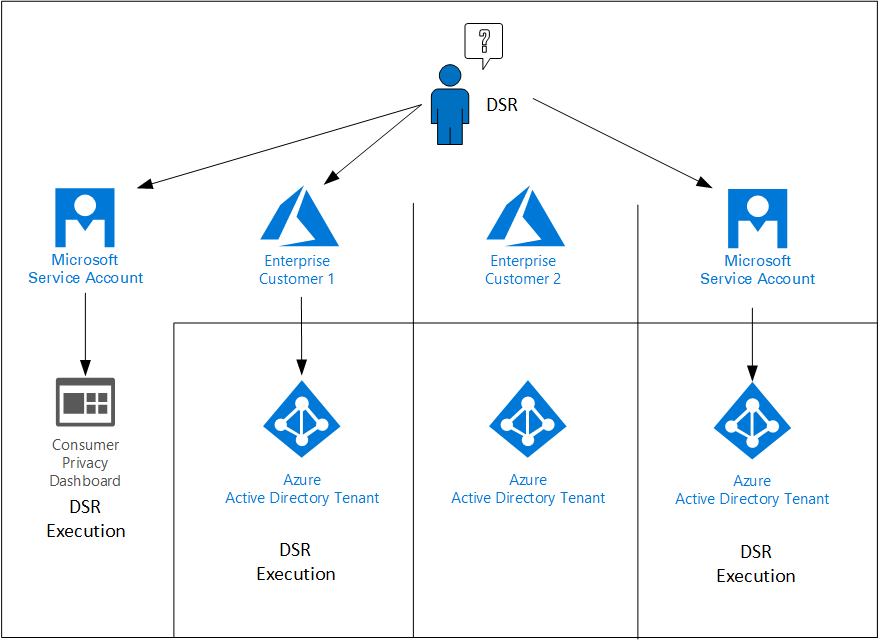 ?
DSR
Microsoft
Service Account
Enterprise
Customer 1
Enterprise
Customer 2
Microsoft
Service Account
Consumer
Privacy
Dashboard
DSR
Execution
Azure
Active Directory Tenant
DSR
Execution
Azure
Active Directory Tenant
Azure
Active Directory Tenant
DSR
Execution